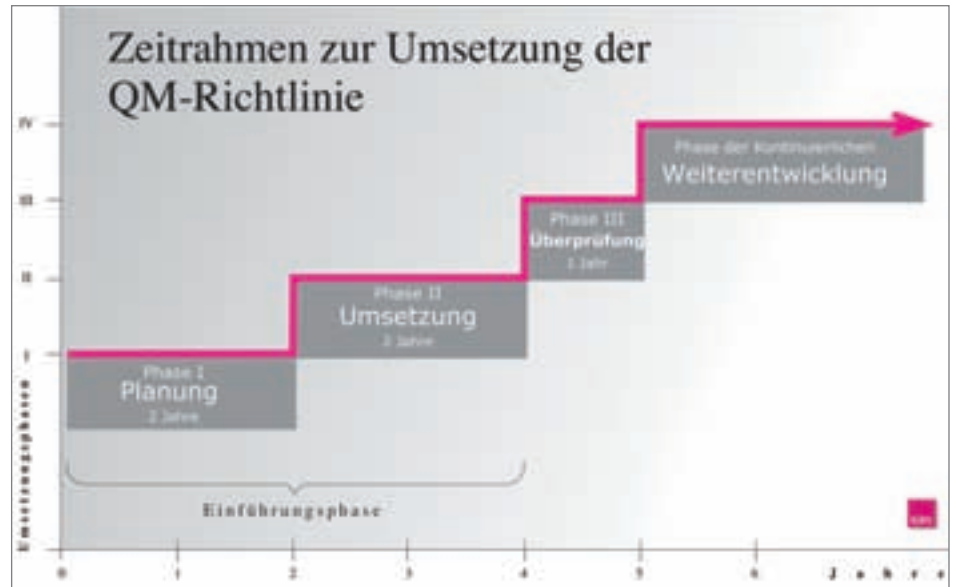 Zeitrahmen zur Umsetzung der
QM-Richtlinie
IV
Phase der Kontinuierlichen
Weiterentwicklung
III
Phase III
Überprüfung
1 Jahr
II
Phase II
Umsetzung
2 Jahre
I
Phase I
Planung
2 Jahre
Umsetzungsphasen
Einführungsphase
0 1 2 3 4 5 6 Jahre